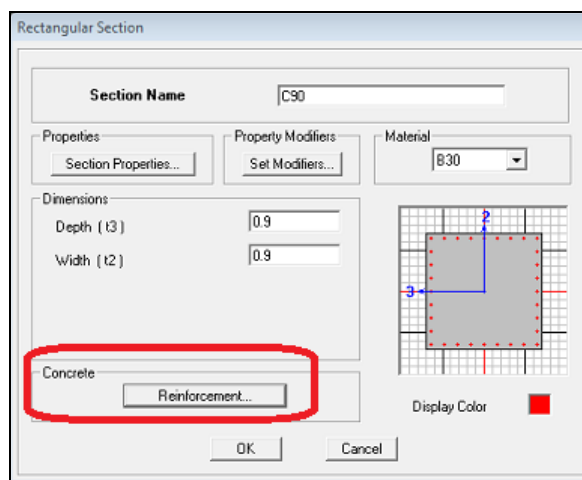 Rectangular Section
Section Name C90
Properties Property Modifiers Material
Section Properties... Set Modifiers... B30
Dimensions
Depth ( t3 ) 0.9
Width ( t2 ) 0.9
2
3
Concrete
Reinforcement...
Display Color
OK Cancel